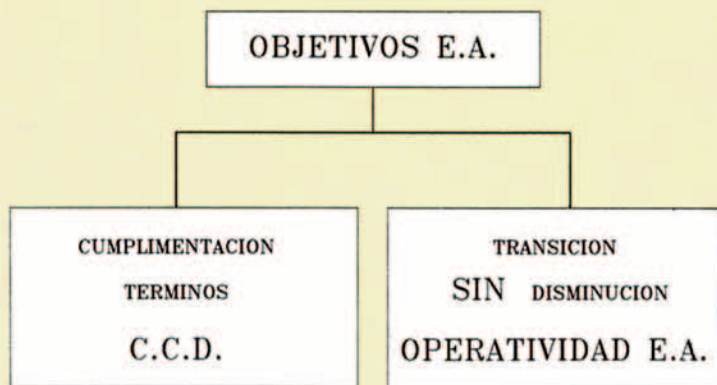 OBJETIVOS E.A.
CUMPLIMENTACION
TERMINOS
C.C.D.
TRANSICION
SIN DISMINUCION
OPERATIVIDAD E.A.